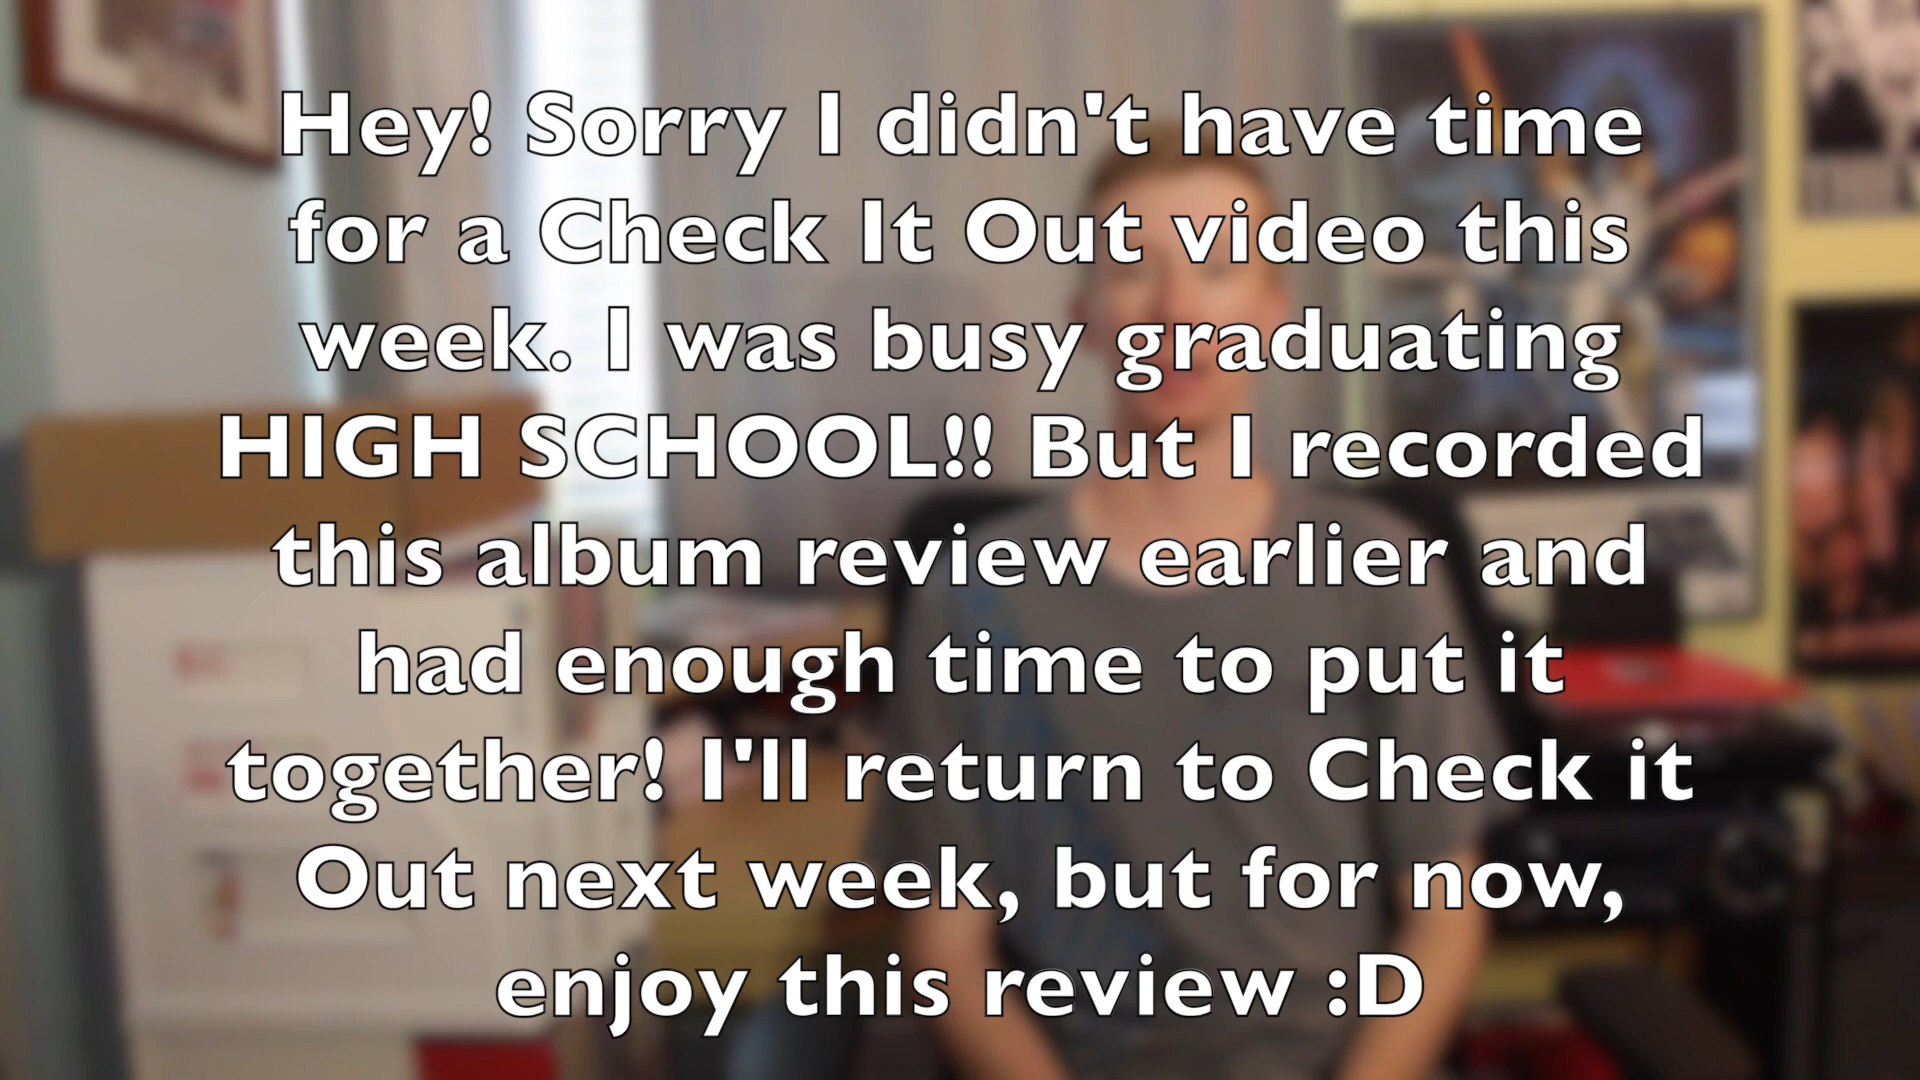 Hey! Sorry I didn't have time
for a Check It Out video this
week. I was busy graduating
HIGH SCHOOL!! But I recorded
this album review earlier and
had enough time to put it
together! I'll return to Check it
Out next week, but for now,
enjoy this review :D